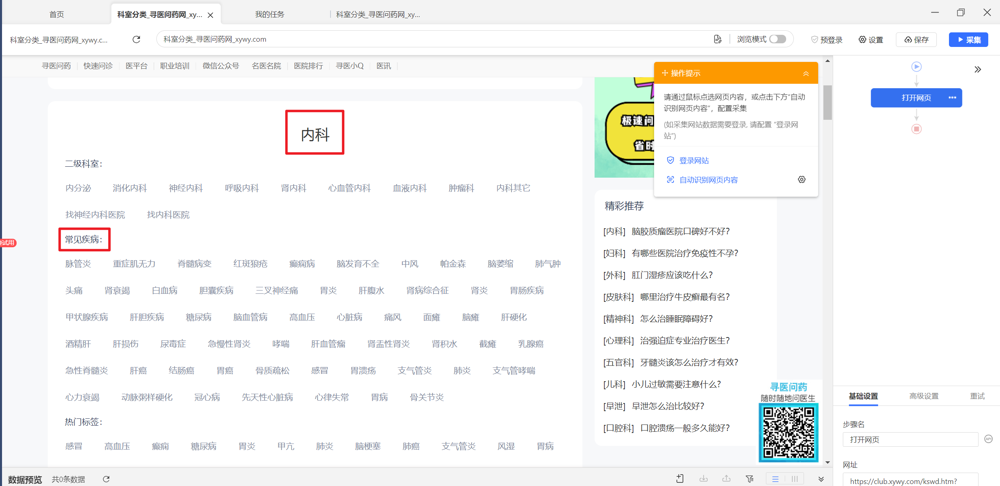 首页
科室分类_寻医问药网_xy...
我的任务
科室分类_寻医问药网_xy...
科室分类_寻医问药网_xywy.c...
科室分类_寻医问药网_xywy.com
浏览模式
预登录
设置
保存
采集
寻医问药 快速问诊 医平台 职业培训 微信公众号 名医名院 医院排行 寻医小Q 医讯
内科
二级科室：
内分泌 消化内科 神经内科 呼吸内科 肾内科 心血管内科 血液内科 肿瘤科 内科其它
找神经内科医院 找内科医院
常见疾病：
脉管炎 重症肌无力 脊髓病变 红斑狼疮 癫痫病 脑发育不全 中风 帕金森 脑萎缩 肺气肿
头痛 肾衰竭 白血病 胆囊疾病 三叉神经痛 胃炎 肝腹水 肾病综合征 肾炎 胃肠疾病
甲状腺疾病 肝胆疾病 糖尿病 脑血管病 高血压 心脏病 痛风 面瘫 脑瘫 肝硬化
酒精肝 肝损伤 尿毒症 急慢性肾炎 哮喘 肝血管瘤 肾盂性肾炎 肾积水 截瘫 乳腺癌
急性脊髓炎 肝癌 结肠癌 胃癌 骨质疏松 感冒 胃溃疡 支气管炎 肺炎 支气管哮喘
心力衰竭 动脉粥样硬化 冠心病 先天性心脏病 心律失常 胃病 骨关节炎
热门标签：
感冒 高血压 癫痫 糖尿病 胃炎 甲亢 肺炎 脑梗塞 肺癌 支气管炎 风湿 胃病
极速问
省时
操作提示
请通过鼠标点选网页内容，或点击下方“自动
识别网页内容”，配置采集
(如采集网站数据需要登录, 请配置 “登录网
站”)
登录网站
自动识别网页内容
精彩推荐
[内科] 脑胶质瘤医院口碑好不好?
[妇科] 有哪些医院治疗免疫性不孕?
[外科] 肛门湿疹应该吃什么?
[皮肤科] 哪里治疗牛皮癣最有名?
[精神科] 怎么治睡眠障碍好?
[心理科] 治强迫症专业治疗医生?
[五官科] 牙髓炎该怎么治疗才有效?
[儿科] 小儿过敏需要注意什么?
[早泄] 早泄怎么治比较好?
[口腔科] 口腔溃疡一般多久能好?
寻医问药
随时随地问医生
试用
打开网页
基础设置 高级设置 重试
步骤名
打开网页
API
网址
https://club.xywy.com/kswd.htm?
数据预览 共0条数据